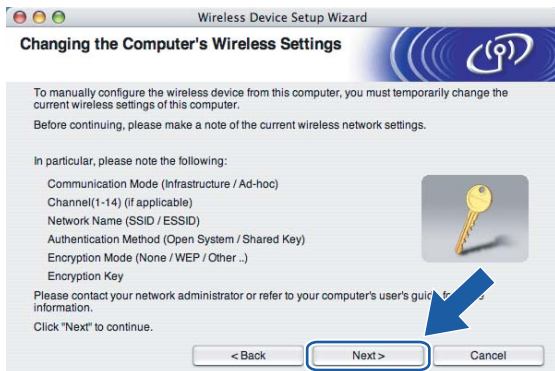 Wireless Device Setup Wizard
Changing the Computer's Wireless Settings
To manually configure the wireless device from this computer, you must temporarily change the
current wireless settings of this computer.
Before continuing, please make a note of the current wireless network settings.
In particular, please note the following:
Communication Mode (Infrastructure / Ad-hoc)
Channel(1-14) (if applicable)
Network Name (SSID / ESSID)
Authentication Method (Open System / Shared Key)
Encryption Mode (None / WEP / Other ..)
Encryption Key
Please contact your network administrator or refer to your computer's user's
information.
Click "Next" to continue.
< Back Next > Cancel